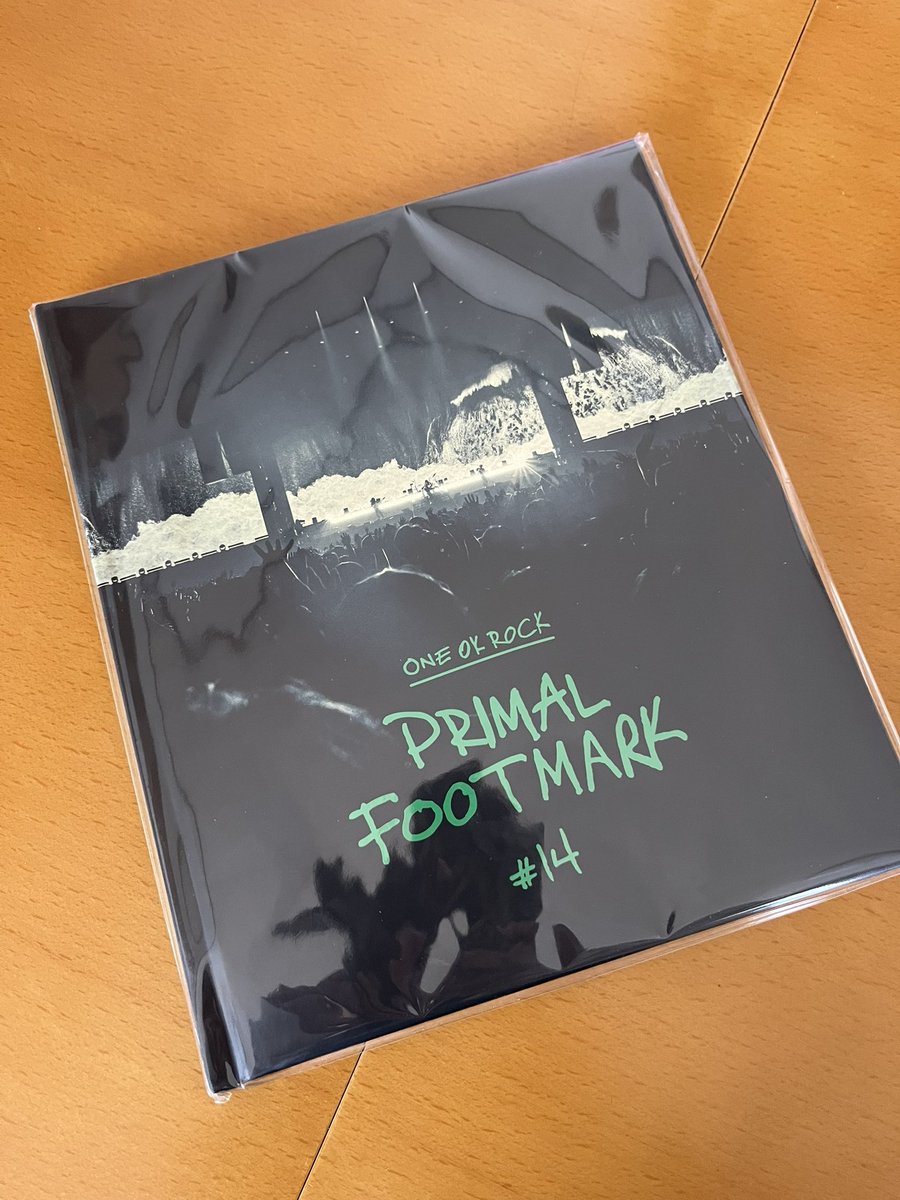 ONE OK ROCK
PRIMAL
FOOTMARK
#14